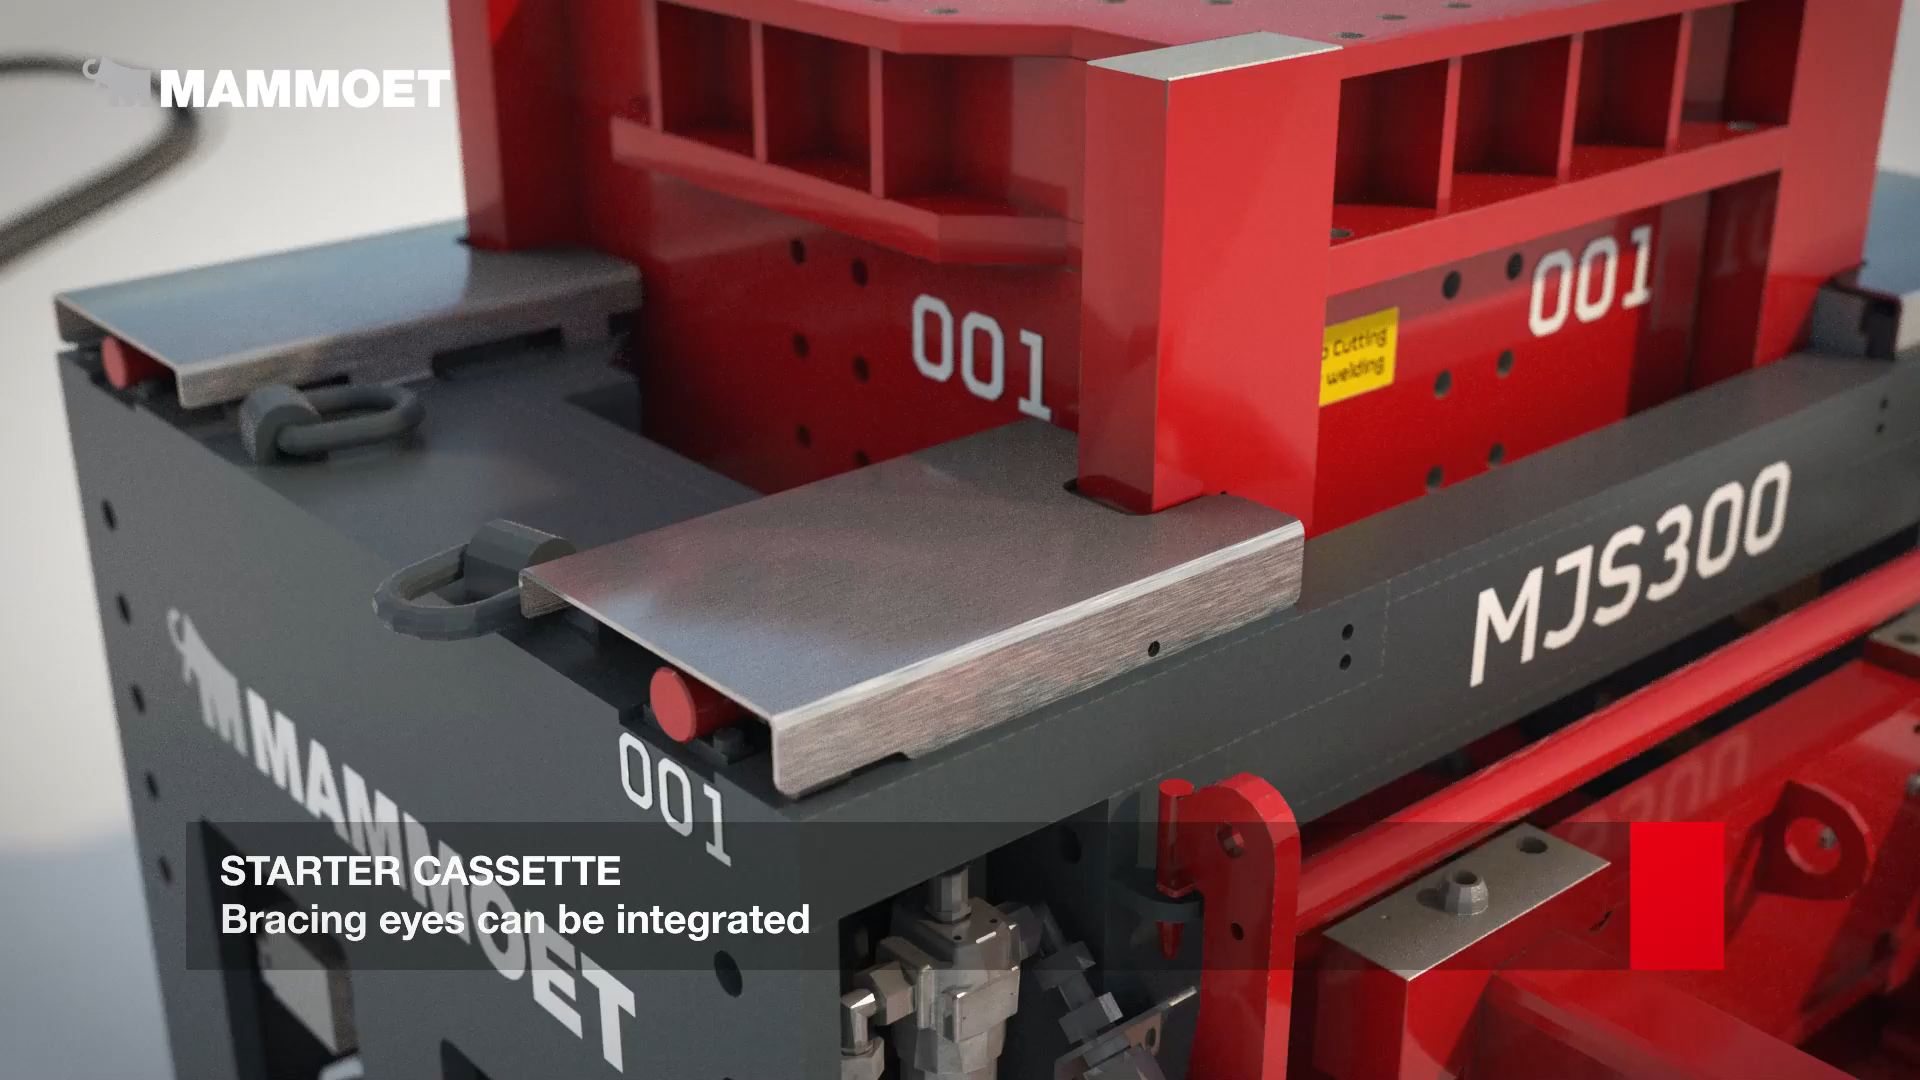 MAMMOET
001
001
Cutting
welding
MJS300
MAMMOET
001
STARTER CASSETTE
Bracing eyes can be integrated